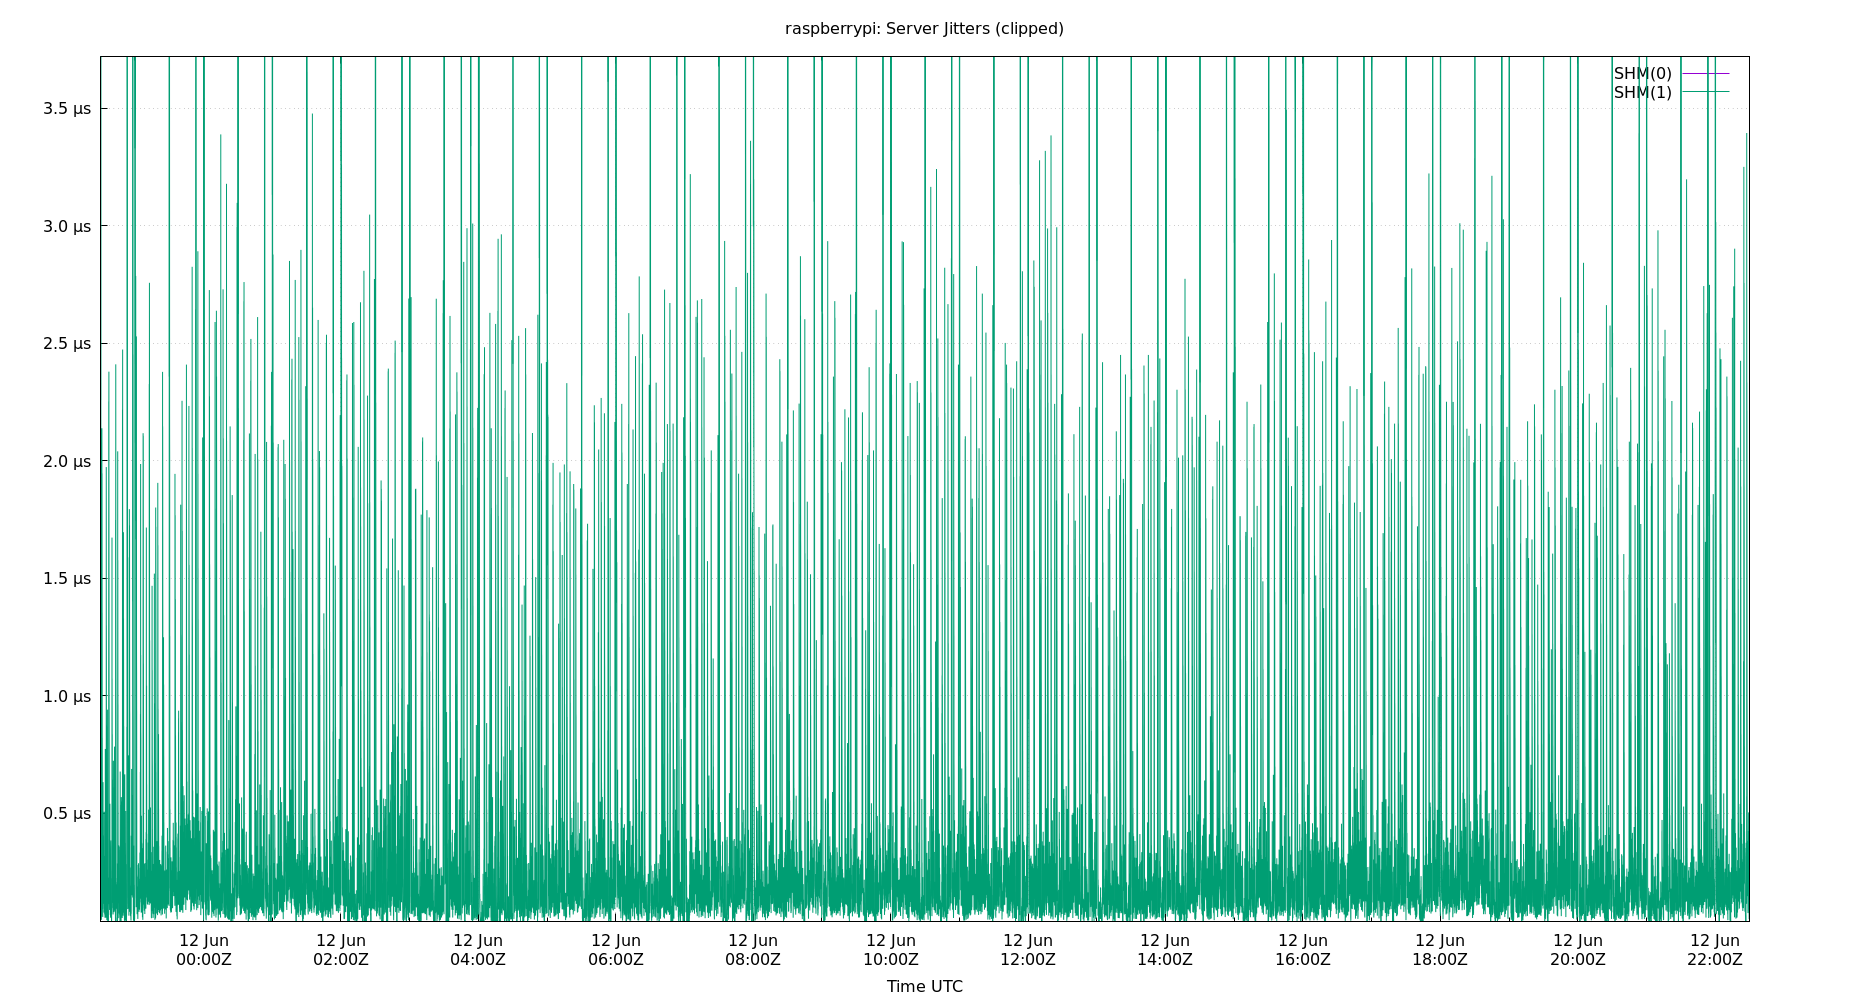 raspberrypi: Server Jitters (clipped)
SHM(0)
SHM(1)
3.5 µs
3.0 µs
2.5 µs
2.0 µs
1.5 µs
1.0 µs
0.5 µs
12 Jun 12 Jun 12 Jun 12 Jun 12 Jun 12 Jun 12 Jun 12 Jun 12 Jun 12 Jun 12 Jun 12 Jun
00:00Z 02:00Z 04:00Z 06:00Z 08:00Z 10:00Z 12:00Z 14:00Z 16:00Z 18:00Z 20:00Z 22:00Z
Time UTC